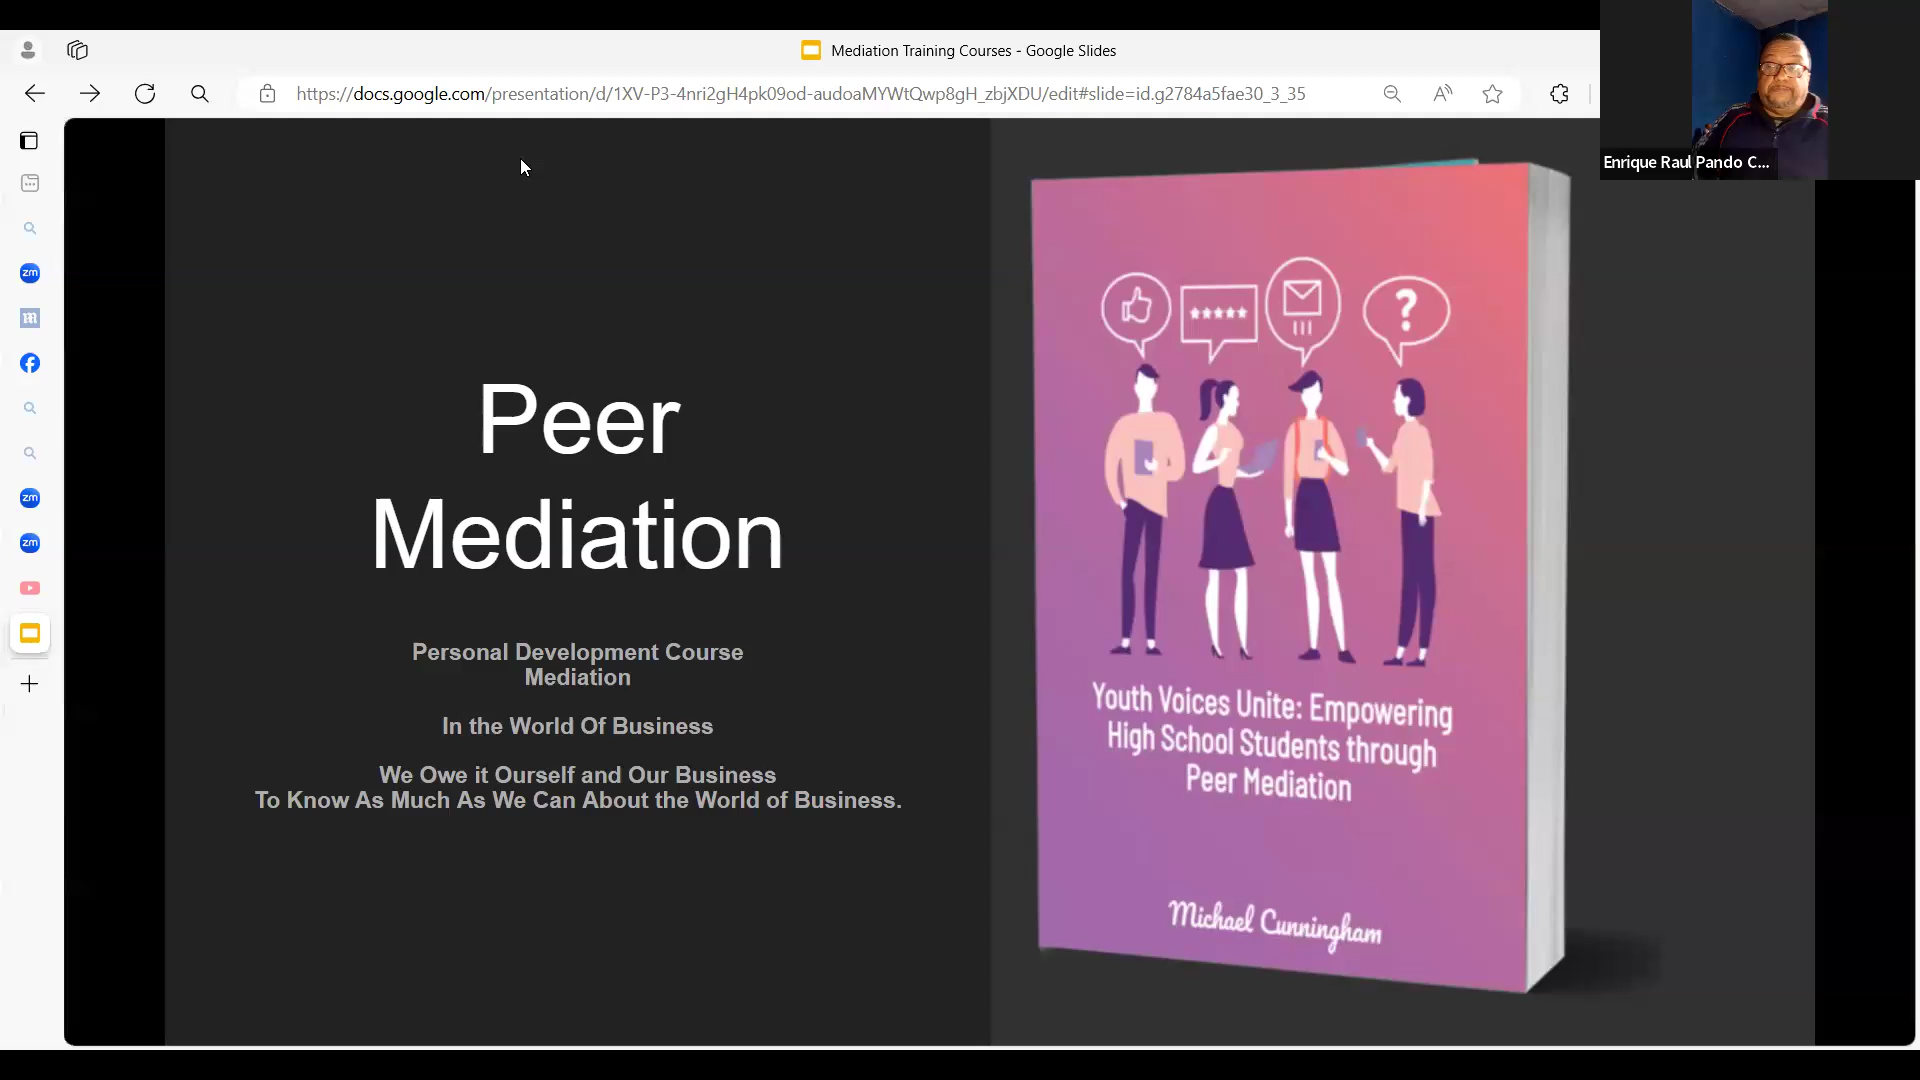 Mediation Training Courses - Google Slides
https://docs.google.com/presentation/d/1XV-P3-4nri2gH4pk09od-audoaMYWtQwp8gH_zbjXDU/edit#slide=id.g2784a5fae30_3_35
Enrique Raul Pando C...
zm
m
zm
zm
Peer
Mediation
Personal Development Course
Mediation
In the World Of Business
We Owe it Ourself and Our Business
To Know As Much As We Can About the World of Business.
?
Youth Voices Unite: Empowering
High School Students through
Peer Mediation
Michael Cunningham